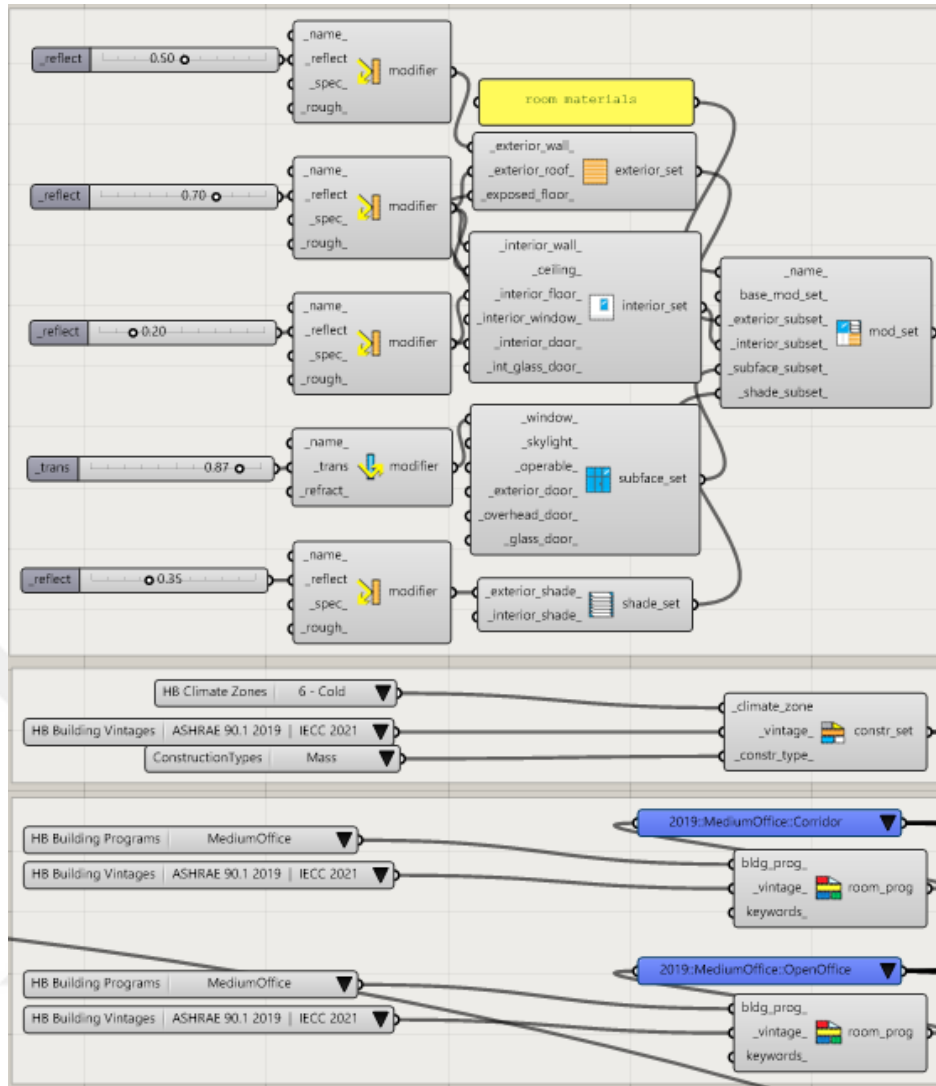 _reflect 0.50
_name_
_reflect
_spec_
_rough_
modifier
room materials
_exterior_wall_
_exterior_roof_
_exposed_floor_
exterior_set
_reflect 0.70
_name_
_reflect
_spec_
_rough_
modifier
_interior_wall_
_ceiling_
_interior_floor_
_interior_window_
_interior_door_
_int_glass_door_
interior_set
_name_
base_mod_set_
_exterior_subset_
_interior_subset_
_subface_subset_
_shade_subset_
mod_set
_reflect 0.20
_name_
_reflect
_spec_
_rough_
modifier
_trans 0.87
_name_
_trans
_refract_
modifier
_window_
_skylight_
_operable_
_exterior_door_
_overhead_door_
_glass_door_
subface_set
_reflect 0.35
_name_
_reflect
_spec_
_rough_
modifier
_exterior_shade_
_interior_shade_
shade_set
HB Climate Zones 6 - Cold
HB Building Vintages ASHRAE 90.1 2019 | IECC 2021
ConstructionTypes Mass
_climate_zone
_vintage_
_constr_type_
constr_set
HB Building Programs MediumOffice
HB Building Vintages ASHRAE 90.1 2019 | IECC 2021
2019::MediumOffice::Corridor
bldg_prog_
_vintage_
keywords_
room_prog
HB Building Programs MediumOffice
HB Building Vintages ASHRAE 90.1 2019 | IECC 2021
2019::MediumOffice::OpenOffice
bldg_prog_
_vintage_
keywords_
room_prog